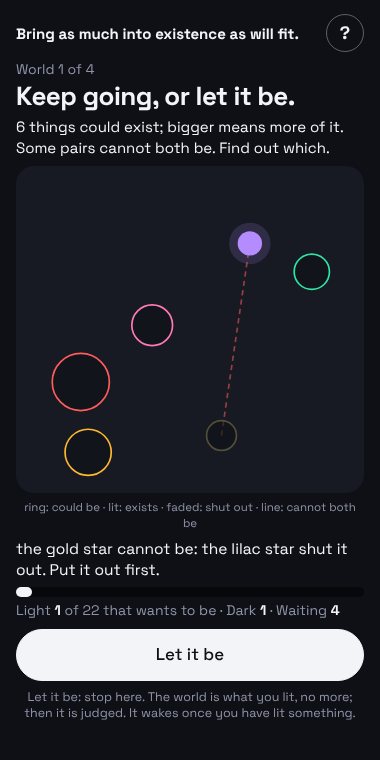 Bring as much into existence as will fit.
?
World 1 of 4
Keep going, or let it be.
6 things could exist; bigger means more of it.
Some pairs cannot both be. Find out which.
ring: could be · lit: exists · faded: shut out · line: cannot both
be
the gold star cannot be: the lilac star shut it
out. Put it out first.
Light 1 of 22 that wants to be · Dark 1 · Waiting 4
Let it be
Let it be: stop here. The world is what you lit, no more;
then it is judged. It wakes once you have lit something.